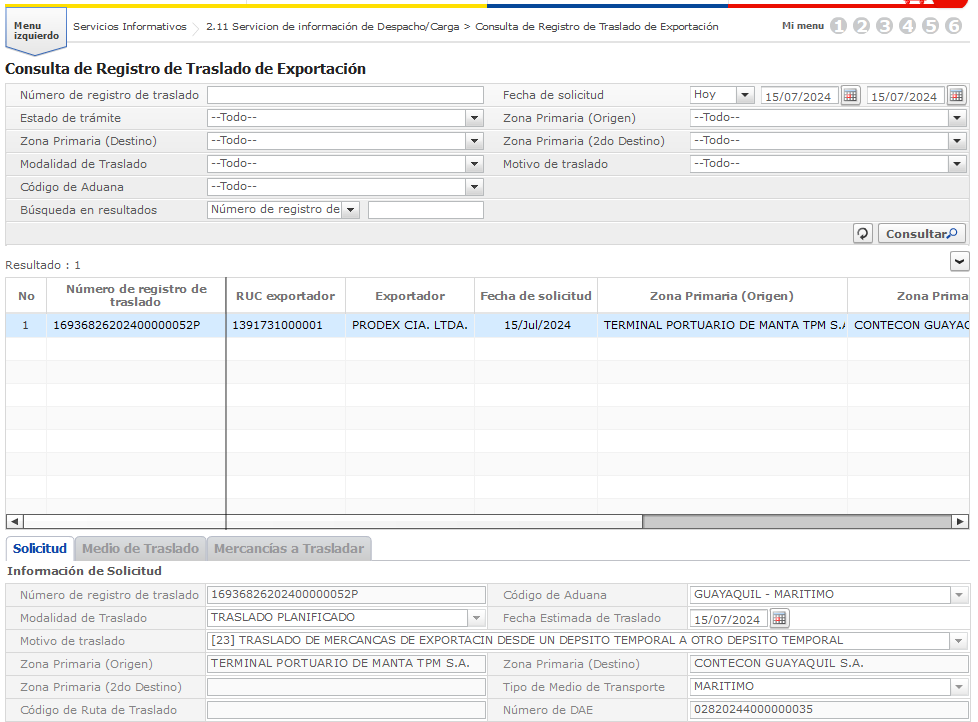 Menu izquierdo
Servicios Informativos > 2.11 Servicion de información de Despacho/Carga > Consulta de Registro de Traslado de Exportación
Mi menu 1 2 3 4 5 6
Consulta de Registro de Traslado de Exportación
Número de registro de traslado Fecha de solicitud Hoy 15/07/2024 15/07/2024
Estado de trámite --Todo-- Zona Primaria (Origen) --Todo--
Zona Primaria (Destino) --Todo-- Zona Primaria (2do Destino) --Todo--
Modalidad de Traslado --Todo-- Motivo de traslado --Todo--
Código de Aduana --Todo--
Búsqueda en resultados Número de registro de
Consultar
Resultado : 1
No Número de registro de traslado RUC exportador Exportador Fecha de solicitud Zona Primaria (Origen) Zona Prima
1 16936826202400000052P 1391731000001 PRODEX CIA. LTDA. 15/Jul/2024 TERMINAL PORTUARIO DE MANTA TPM S.A CONTECON GUAYAQ
Solicitud Medio de Traslado Mercancías a Trasladar
Información de Solicitud
Número de registro de traslado 16936826202400000052P Código de Aduana GUAYAQUIL - MARITIMO
Modalidad de Traslado TRASLADO PLANIFICADO Fecha Estimada de Traslado 15/07/2024
Motivo de traslado [23] TRASLADO DE MERCANCAS DE EXPORTACIN DESDE UN DEPSITO TEMPORAL A OTRO DEPSITO TEMPORAL
Zona Primaria (Origen) TERMINAL PORTUARIO DE MANTA TPM S.A. Zona Primaria (Destino) CONTECON GUAYAQUIL S.A.
Zona Primaria (2do Destino) Tipo de Medio de Transporte MARITIMO
Código de Ruta de Traslado Número de DAE 02820244000000035